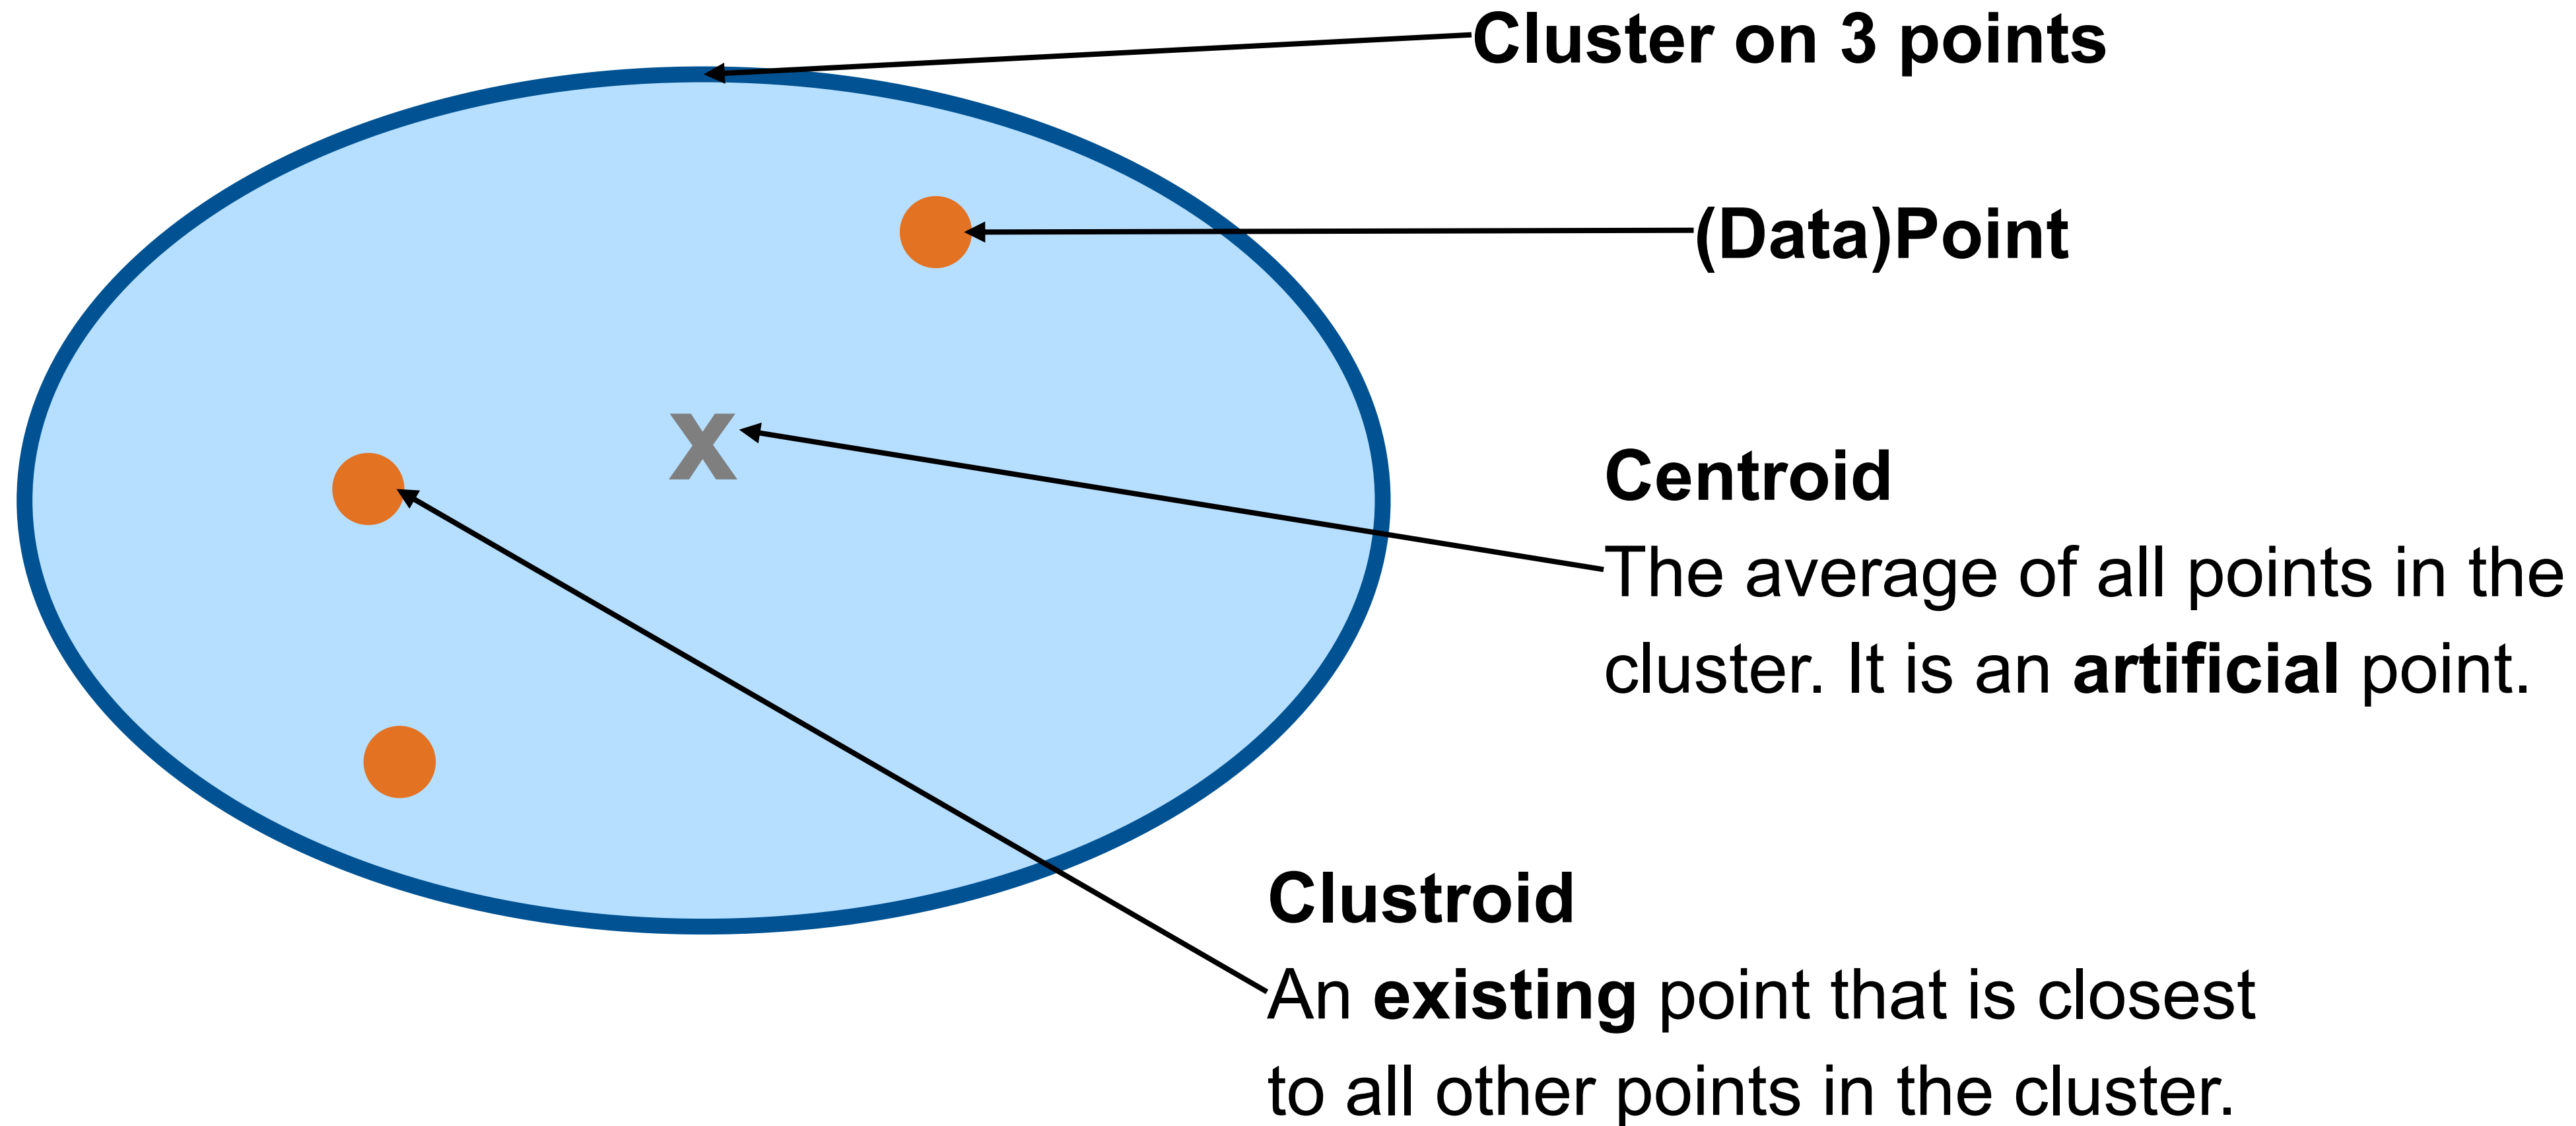 Cluster on 3 points
(Data)Point
x
Centroid
The average of all points in the
cluster. It is an artificial point.
Clustroid
An existing point that is closest
to all other points in the cluster.